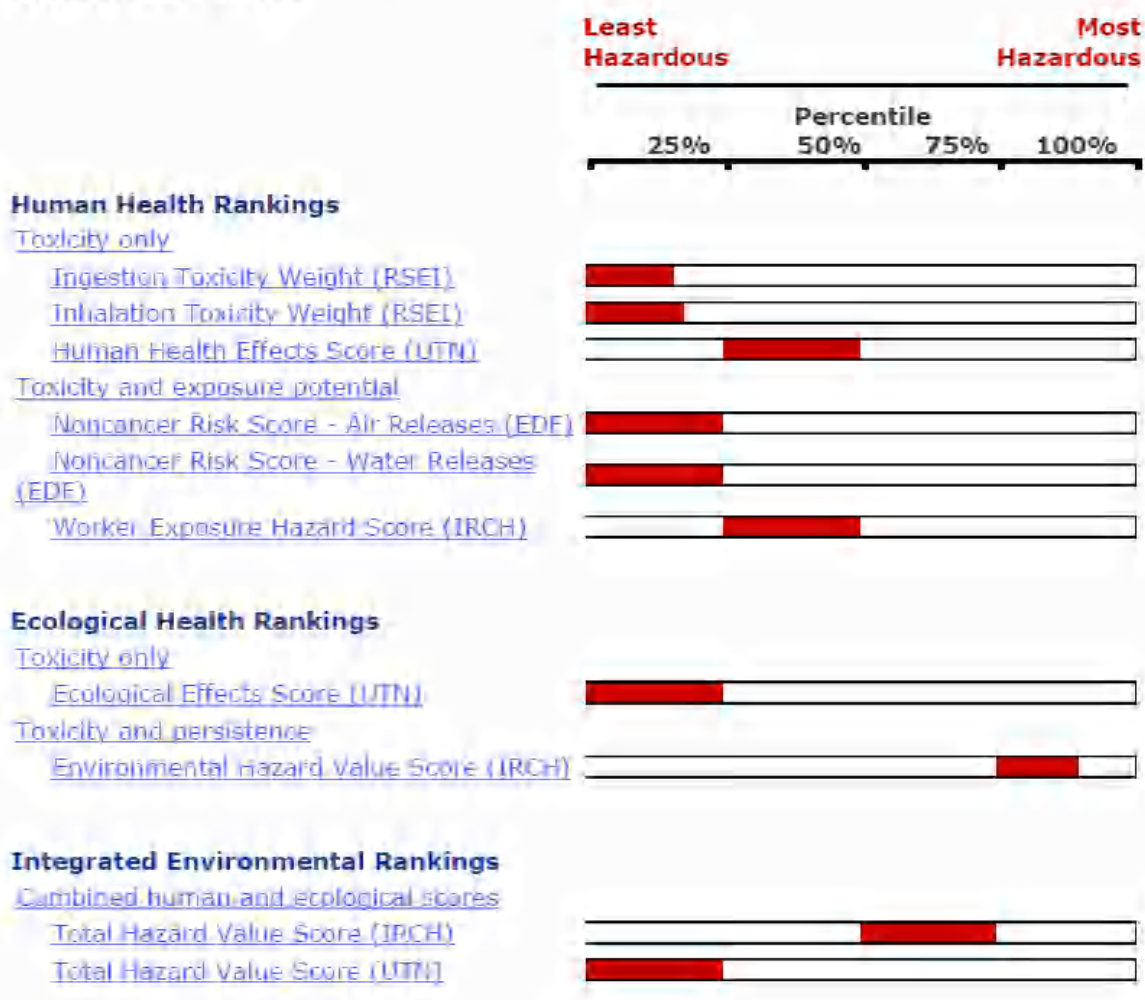 Least Most
Hazardous Hazardous
Percentile
25% 50% 75% 100%
Human Health Rankings
Toxicity only
Ingestion Toxicity Weight (RSEI)
Inhalation Toxicity Weight (RSEI)
Human Health Effects Score (UTN)
Toxicity and exposure potential
Noncancer Risk Score - Air Releases (EDF)
Noncancer Risk Score - Water Releases
(EDF)
Worker Exposure Hazard Score (IRCH)
Ecological Health Rankings
Toxicity only
Ecological Effects Score (UTN)
Toxicity and persistence
Environmental Hazard Value Score (IRCH)
Integrated Environmental Rankings
Combined human and ecological scores
Total Hazard Value Score (IRCH)
Total Hazard Value Score (UTN)